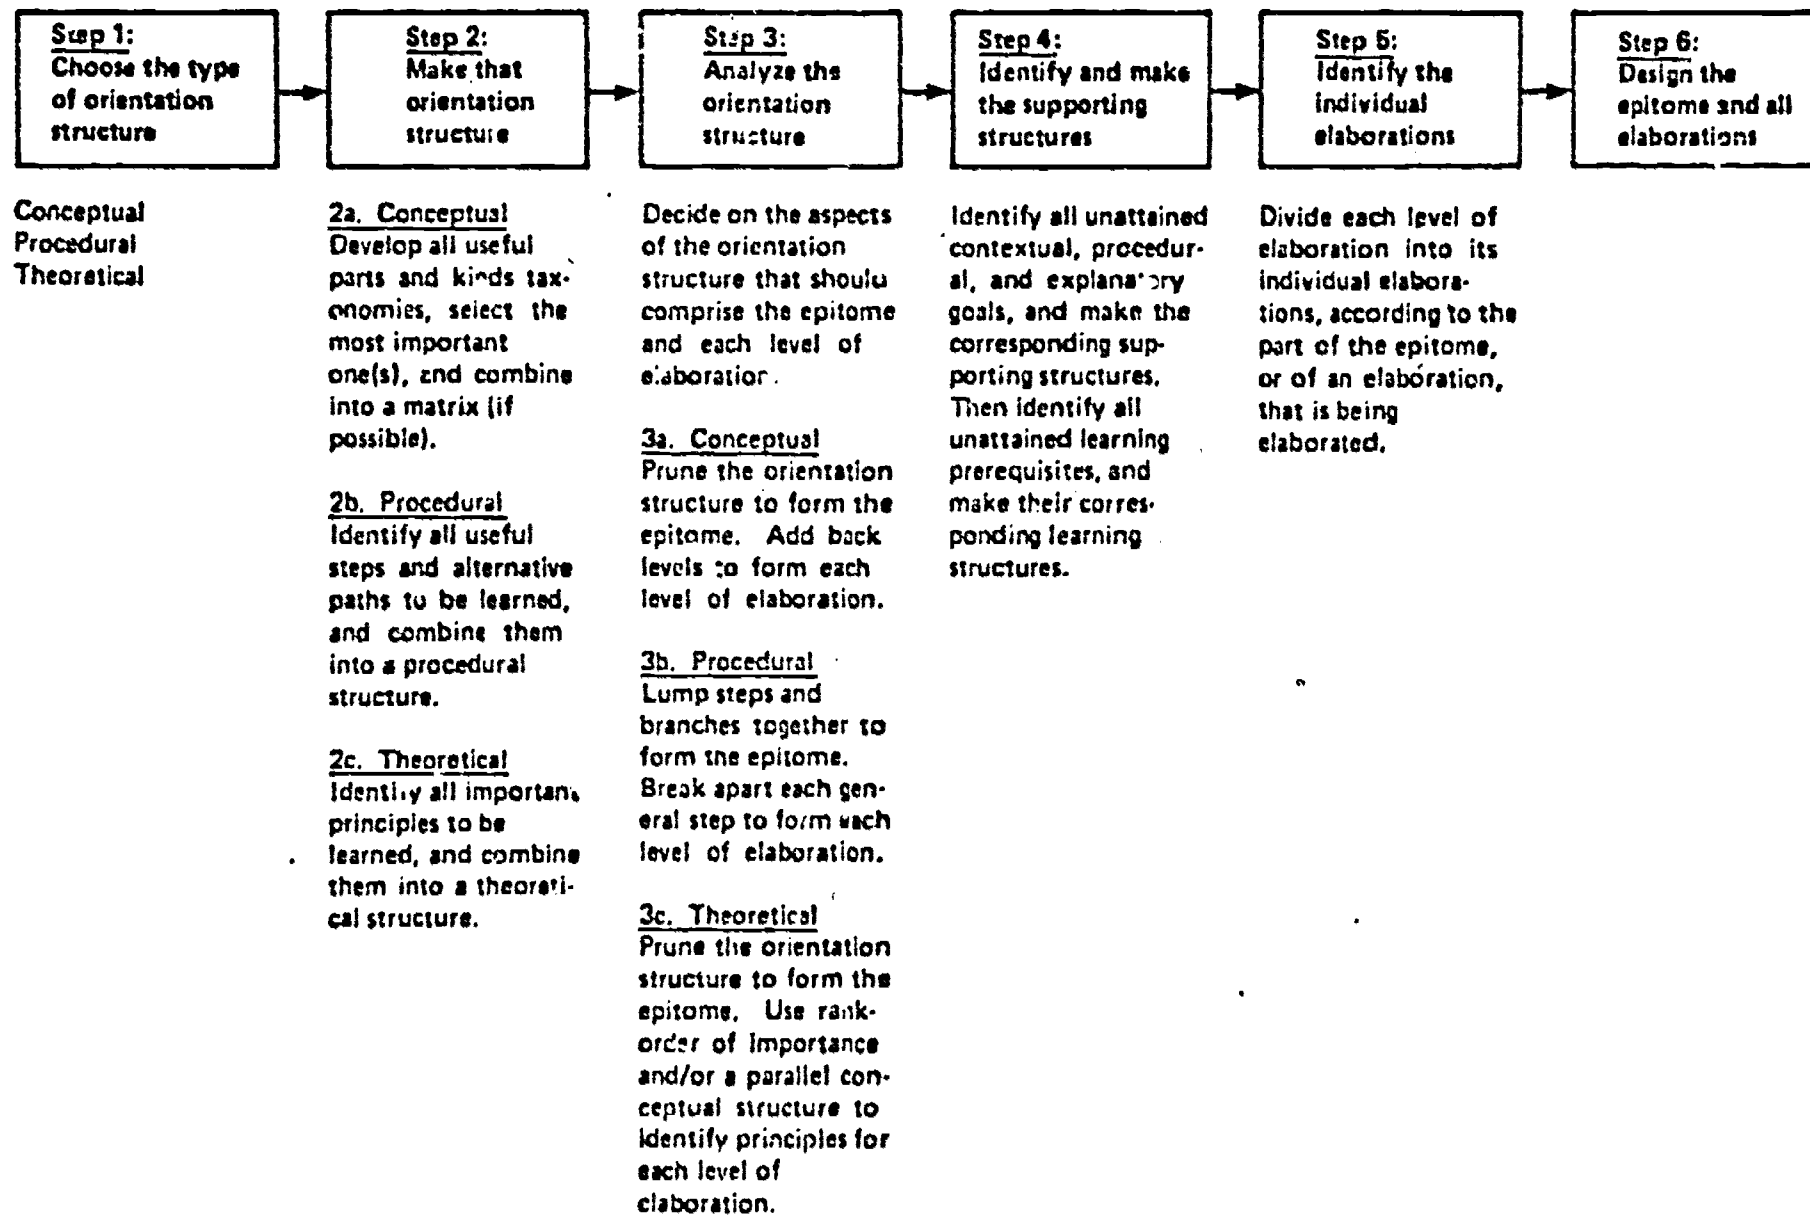 Step 1:
Choose the type
of orientation
structure
Step 2:
Make that
orientation
structure
Step 3:
Analyze the
orientation
structure
Step 4:
Identify and make
the supporting
structures
Step 5:
Identify the
individual
elaborations
Step 6:
Design the
epitome and all
elaborations
Conceptual
Procedural
Theoretical
2a. Conceptual
Develop all useful
parts and kinds tax-
onomies, select the
most important
one(s), and combine
into a matrix (if
possible).
2b. Procedural
Identify all useful
steps and alternative
paths to be learned,
and combine them
into a procedural
structure.
2c. Theoretical
Identify all important
principles to be
learned, and combine
them into a theoreti-
cal structure.
Decide on the aspects
of the orientation
structure that should
comprise the epitome
and each level of
elaboration.
3a. Conceptual
Prune the orientation
structure to form the
epitome. Add back
levels to form each
level of elaboration.
3b. Procedural
Lump steps and
branches together to
form the epitome.
Break apart each gen-
eral step to form each
level of elaboration.
3c. Theoretical
Prune the orientation
structure to form the
epitome. Use rank-
order of importance
and/or a parallel con-
ceptual structure to
identify principles for
each level of
elaboration.
Identify all unattained
contextual, procedur-
al, and explanatory
goals, and make the
corresponding sup-
porting structures.
Then identify all
unattained learning
prerequisites, and
make their corres-
ponding learning
structures.
Divide each level of
elaboration into its
individual elabora-
tions, according to the
part of the epitome,
or of an elaboration,
that is being
elaborated.